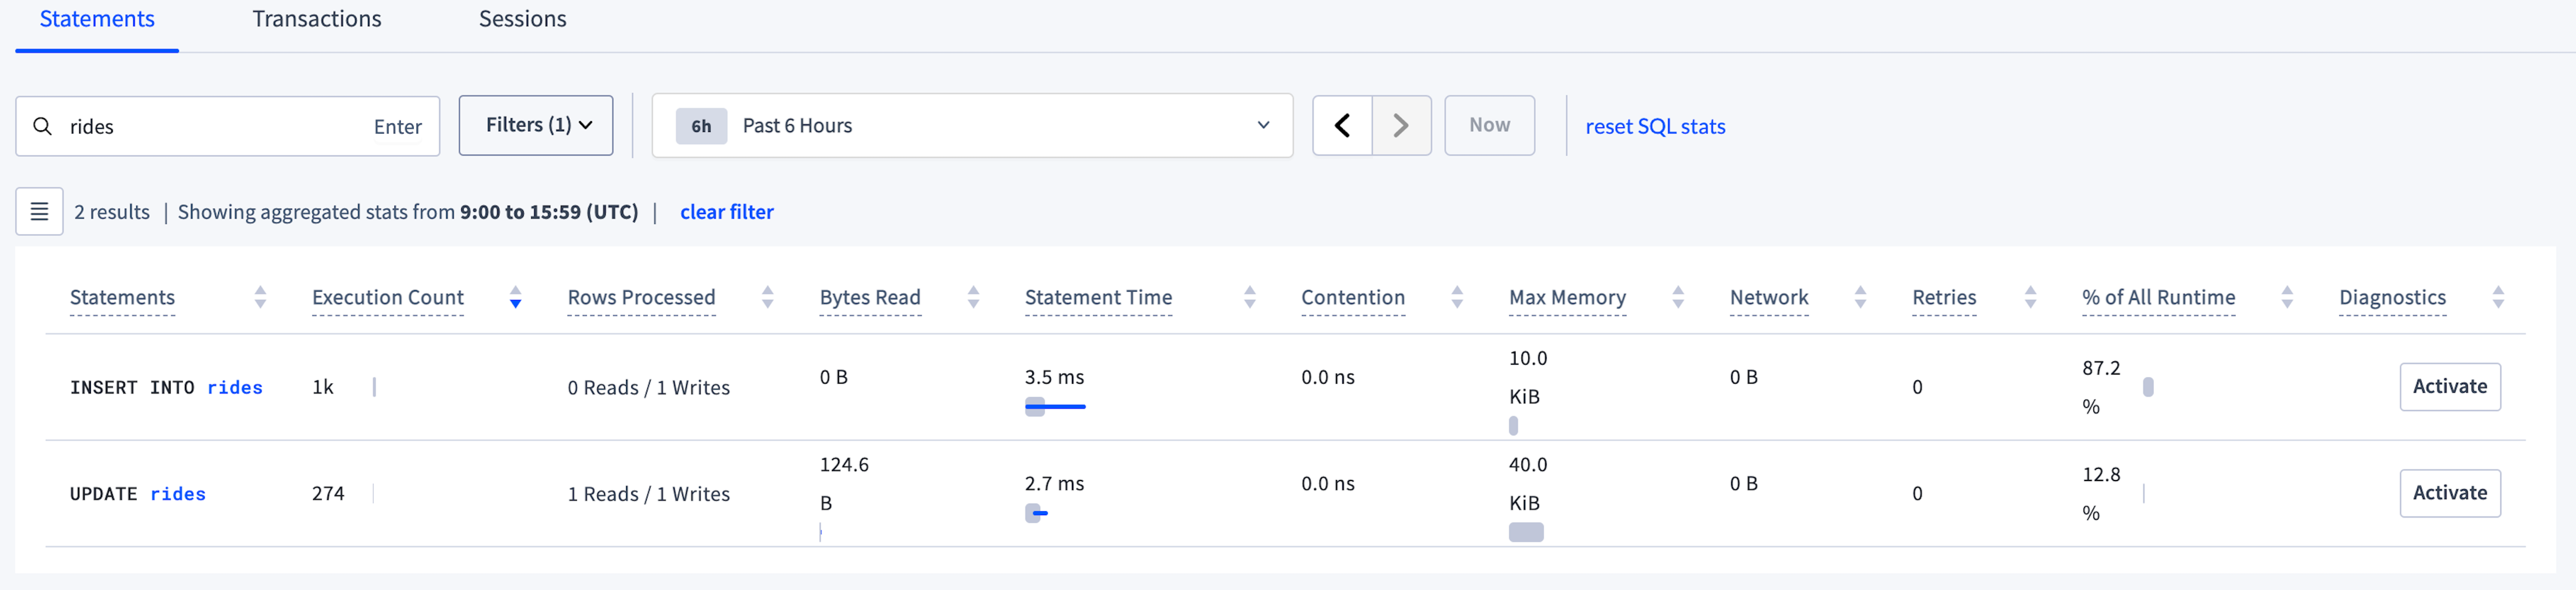 Statements Transactions Sessions
rides Enter Filters (1) 6h Past 6 Hours Now reset SQL stats
2 results | Showing aggregated stats from 9:00 to 15:59 (UTC) | clear filter
Statements Execution Count Rows Processed Bytes Read Statement Time Contention Max Memory Network Retries % of All Runtime Diagnostics
INSERT INTO rides 1k 0 Reads / 1 Writes 0 B 3.5 ms 0.0 ns 10.0 KiB 0 B 0 87.2 % Activate
UPDATE rides 274 1 Reads / 1 Writes 124.6 B 2.7 ms 0.0 ns 40.0 KiB 0 B 0 12.8 % Activate